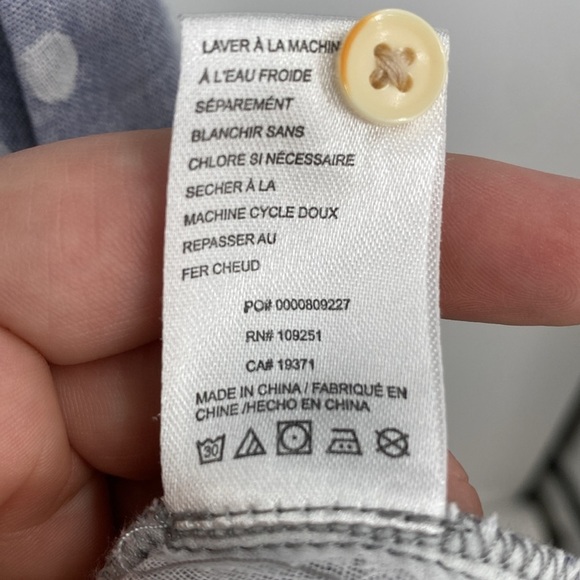 LAVER À LA MACHIN
À L'EAU FROIDE
SÉPARÉMENT
BLANCHIR SANS
CHLORE SI NÉCESSAIRE
SECHER À LA
MACHINE CYCLE DOUX
REPASSER AU
FER CHEUD
PO# 0000809227
RN# 109251
CA# 19371
MADE IN CHINA / FABRIQUÉ EN
CHINE /HECHO EN CHINA
30